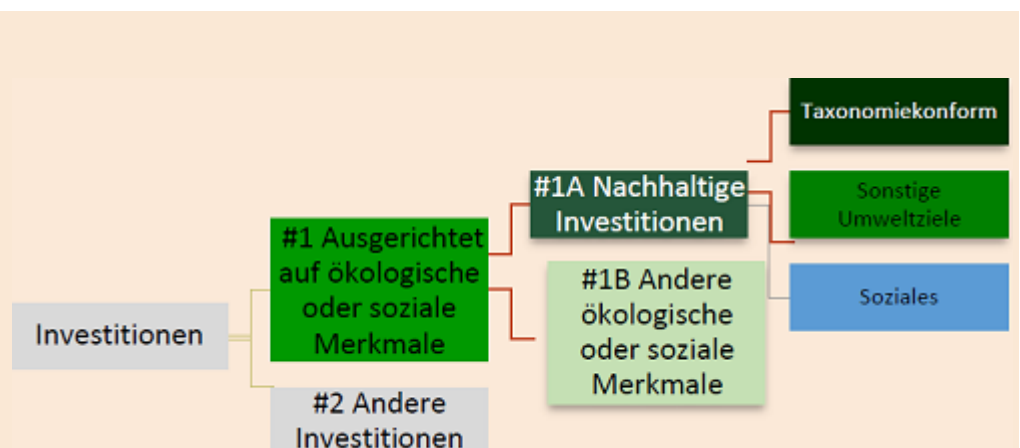 Investitionen
#1 Ausgerichtet
auf ökologische
oder soziale
Merkmale
#2 Andere
Investitionen
#1A Nachhaltige
Investitionen
#1B Andere
ökologische
oder soziale
Merkmale
Taxonomiekonform
Sonstige
Umweltziele
Soziales